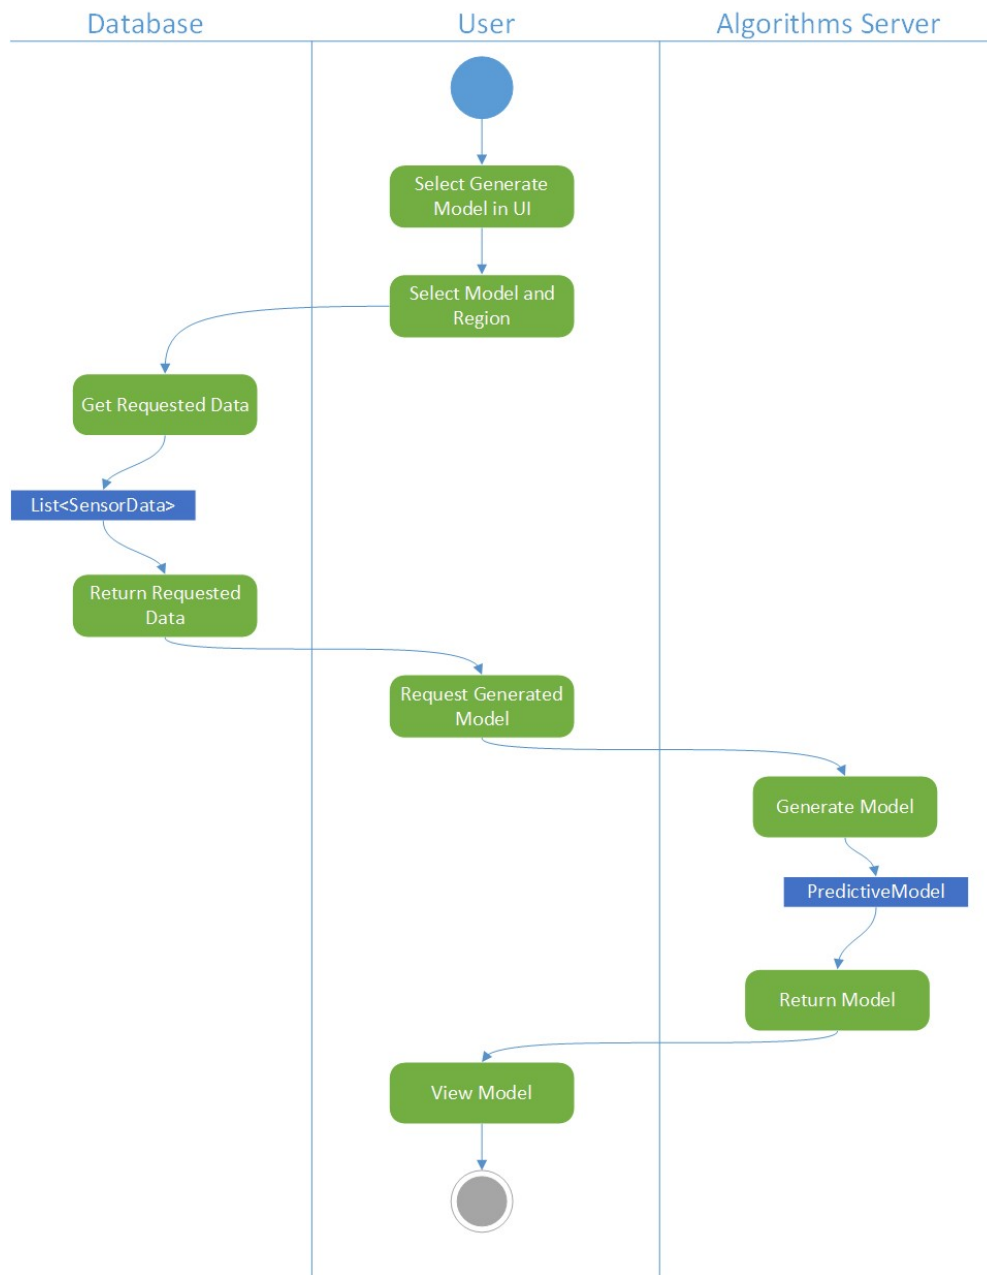 Database
User
Algorithms Server
Select Generate
Model in UI
Select Model and
Region
Get Requested Data
List<SensorData>
Return Requested
Data
Request Generated
Model
Generate Model
PredictiveModel
Return Model
View Model